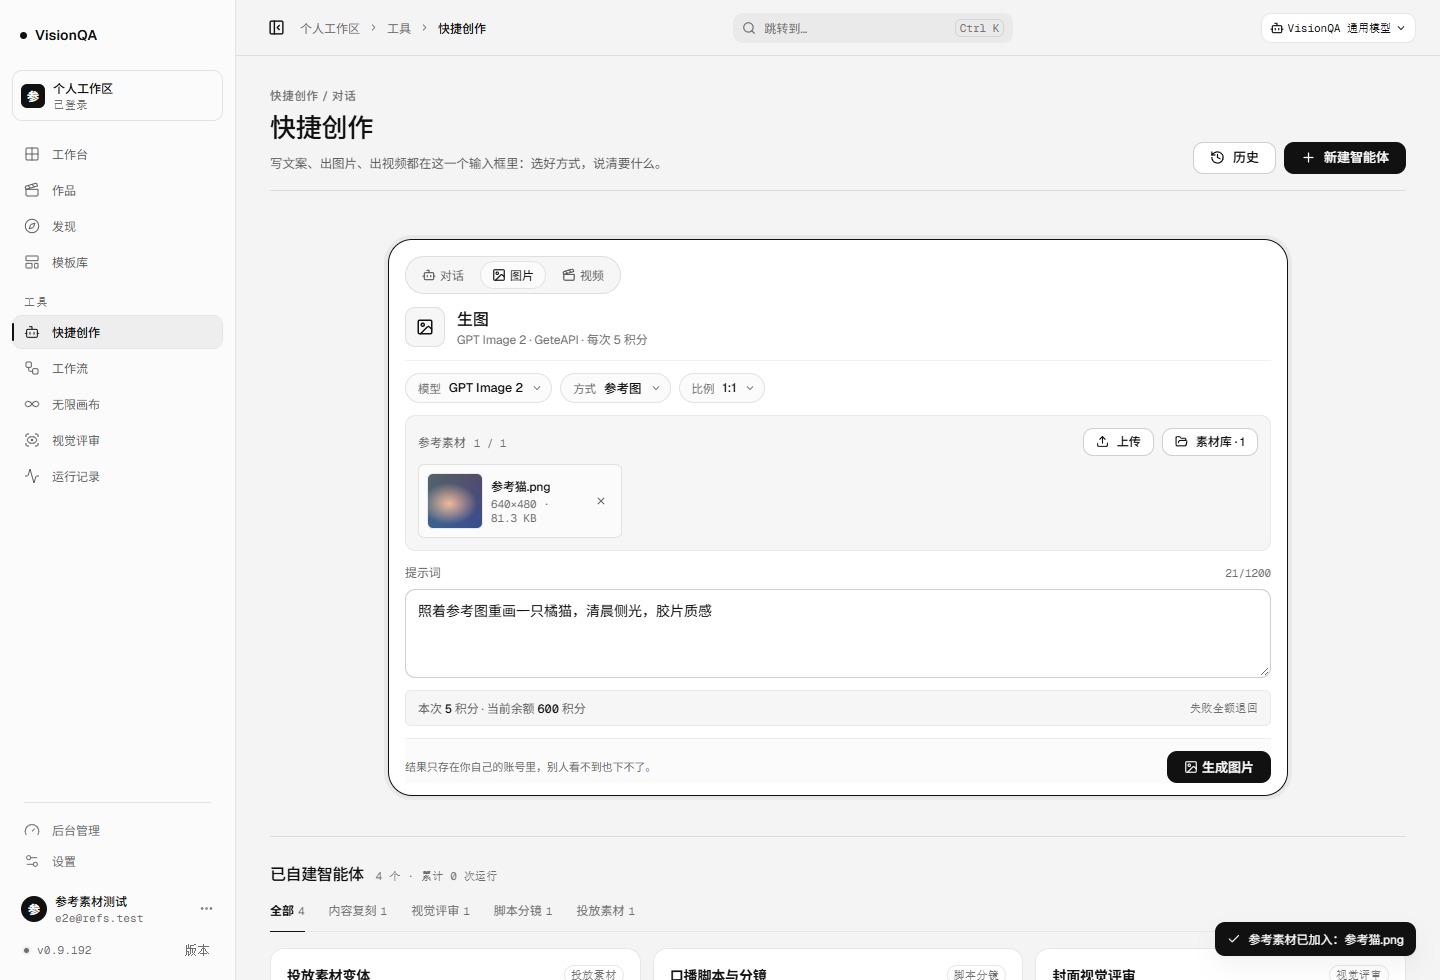 VisionQA
参
个人工作区
已登录
工作台
作品
发现
模板库
工具
快捷创作
工作流
无限画布
视觉评审
运行记录
后台管理
设置
参
参考素材测试
e2e@refs.test
v0.9.192
版本
个人工作区 > 工具 > 快捷创作
跳转到…
Ctrl K
VisionQA 通用模型
快捷创作 / 对话
快捷创作
写文案、出图片、出视频都在这一个输入框里：选好方式，说清要什么。
历史
新建智能体
对话
图片
视频
生图
GPT Image 2 · GeteAPI · 每次 5 积分
模型 GPT Image 2
方式 参考图
比例 1:1
参考素材 1 / 1
上传
素材库 · 1
参考猫.png
640×480 ·
81.3 KB
提示词
21/1200
照着参考图重画一只橘猫，清晨侧光，胶片质感
本次 5 积分 · 当前余额 600 积分
失败全额退回
结果只存在你自己的账号里，别人看不到也下不了。
生成图片
已自建智能体 4 个 · 累计 0 次运行
全部 4
内容复刻 1
视觉评审 1
脚本分镜 1
投放素材 1
投放素材变体
投放素材
口播脚本与分镜
脚本分镜
封面视觉评审
视觉评审
参考素材已加入：参考猫.png